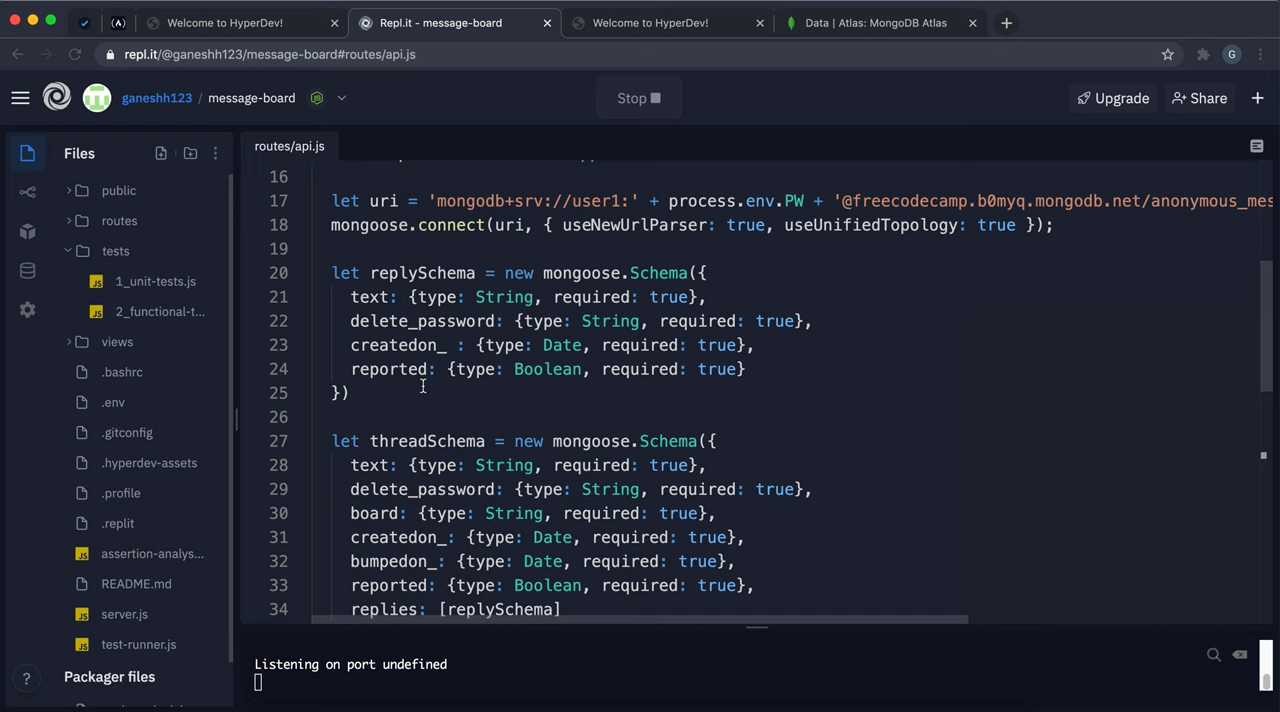 Welcome to HyperDev!
Repl.it - message-board
Welcome to HyperDev!
Data | Atlas: MongoDB Atlas
repl.it/@ganeshh123/message-board#routes/api.js
G
ganeshh123 / message-board
Stop
Upgrade
Share
Files
public
routes
tests
1_unit-tests.js
2_functional-t...
views
.bashrc
.env
.gitconfig
.hyperdev-assets
.profile
.replit
assertion-analys...
README.md
server.js
test-runner.js
Packager files
routes/api.js
16
17 let uri = 'mongodb+srv://user1:' + process.env.PW + '@freecodecamp.b0myq.mongodb.net/anonymous_mes
18 mongoose.connect(uri, { useNewUrlParser: true, useUnifiedTopology: true });
19
20 let replySchema = new mongoose.Schema({
21 text: {type: String, required: true},
22 delete_password: {type: String, required: true},
23 createdon_ : {type: Date, required: true},
24 reported: {type: Boolean, required: true}
25 })
26
27 let threadSchema = new mongoose.Schema({
28 text: {type: String, required: true},
29 delete_password: {type: String, required: true},
30 board: {type: String, required: true},
31 createdon_: {type: Date, required: true},
32 bumpedon_: {type: Date, required: true},
33 reported: {type: Boolean, required: true},
34 replies: [replySchema]
Listening on port undefined